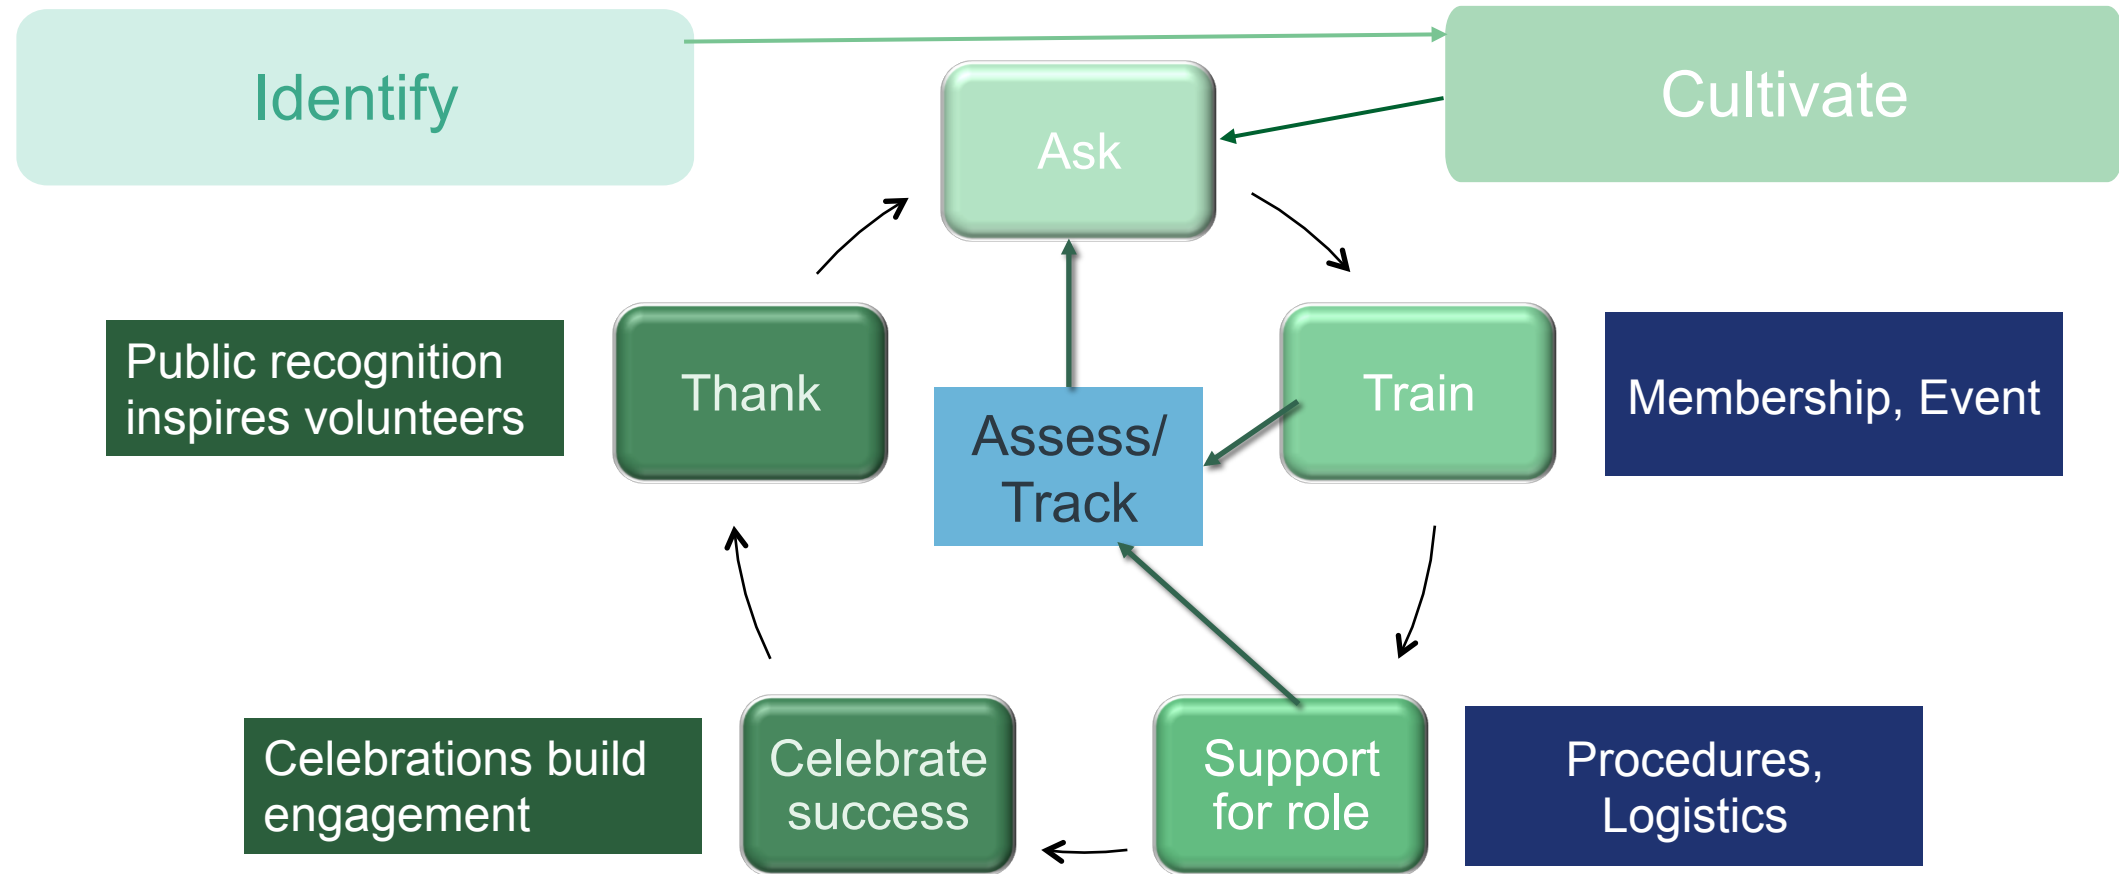 Identify
Cultivate
Ask
Public recognition
inspires volunteers
Thank
Assess/
Track
Train
Membership, Event
Celebrations build
engagement
Celebrate
success
Support
for role
Procedures,
Logistics